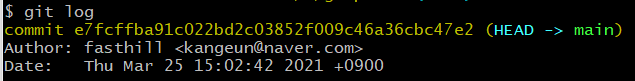 $ git log
commit e7fcffba91c022bd2c03852f009c46a36cbc47e2 (HEAD -> main)
Author: fasthill <kangeun@naver.com>
Date:   Thu Mar 25 15:02:42 2021 +0900